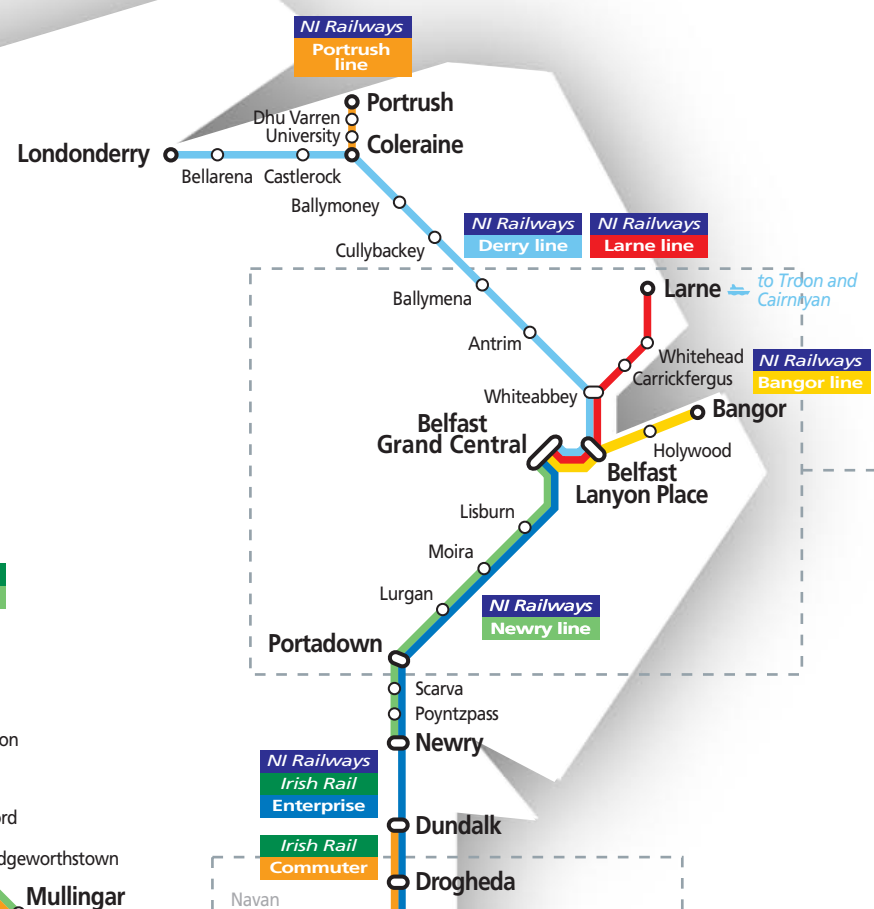 NI Railways
Portrush
line
Portrush
Dhu Varren
University
Coleraine
Londonderry
Bellarena
Castlerock
Ballymoney
NI Railways
Derry line
NI Railways
Larne line
Cullybackey
Larne
to Troon and
Cairnryan
Ballymena
Antrim
Whitehead
Carrickfergus
NI Railways
Bangor line
Whiteabbey
Bangor
Belfast
Grand Central
Holywood
Belfast
Lanyon Place
Lisburn
Moira
Lurgan
NI Railways
Newry line
Portadown
Scarva
Poyntzpass
on
Newry
NI Railways
Irish Rail
Enterprise
rd
Dundalk
Irish Rail
Commuter
dgeworthstown
Drogheda
Mullingar
Navan